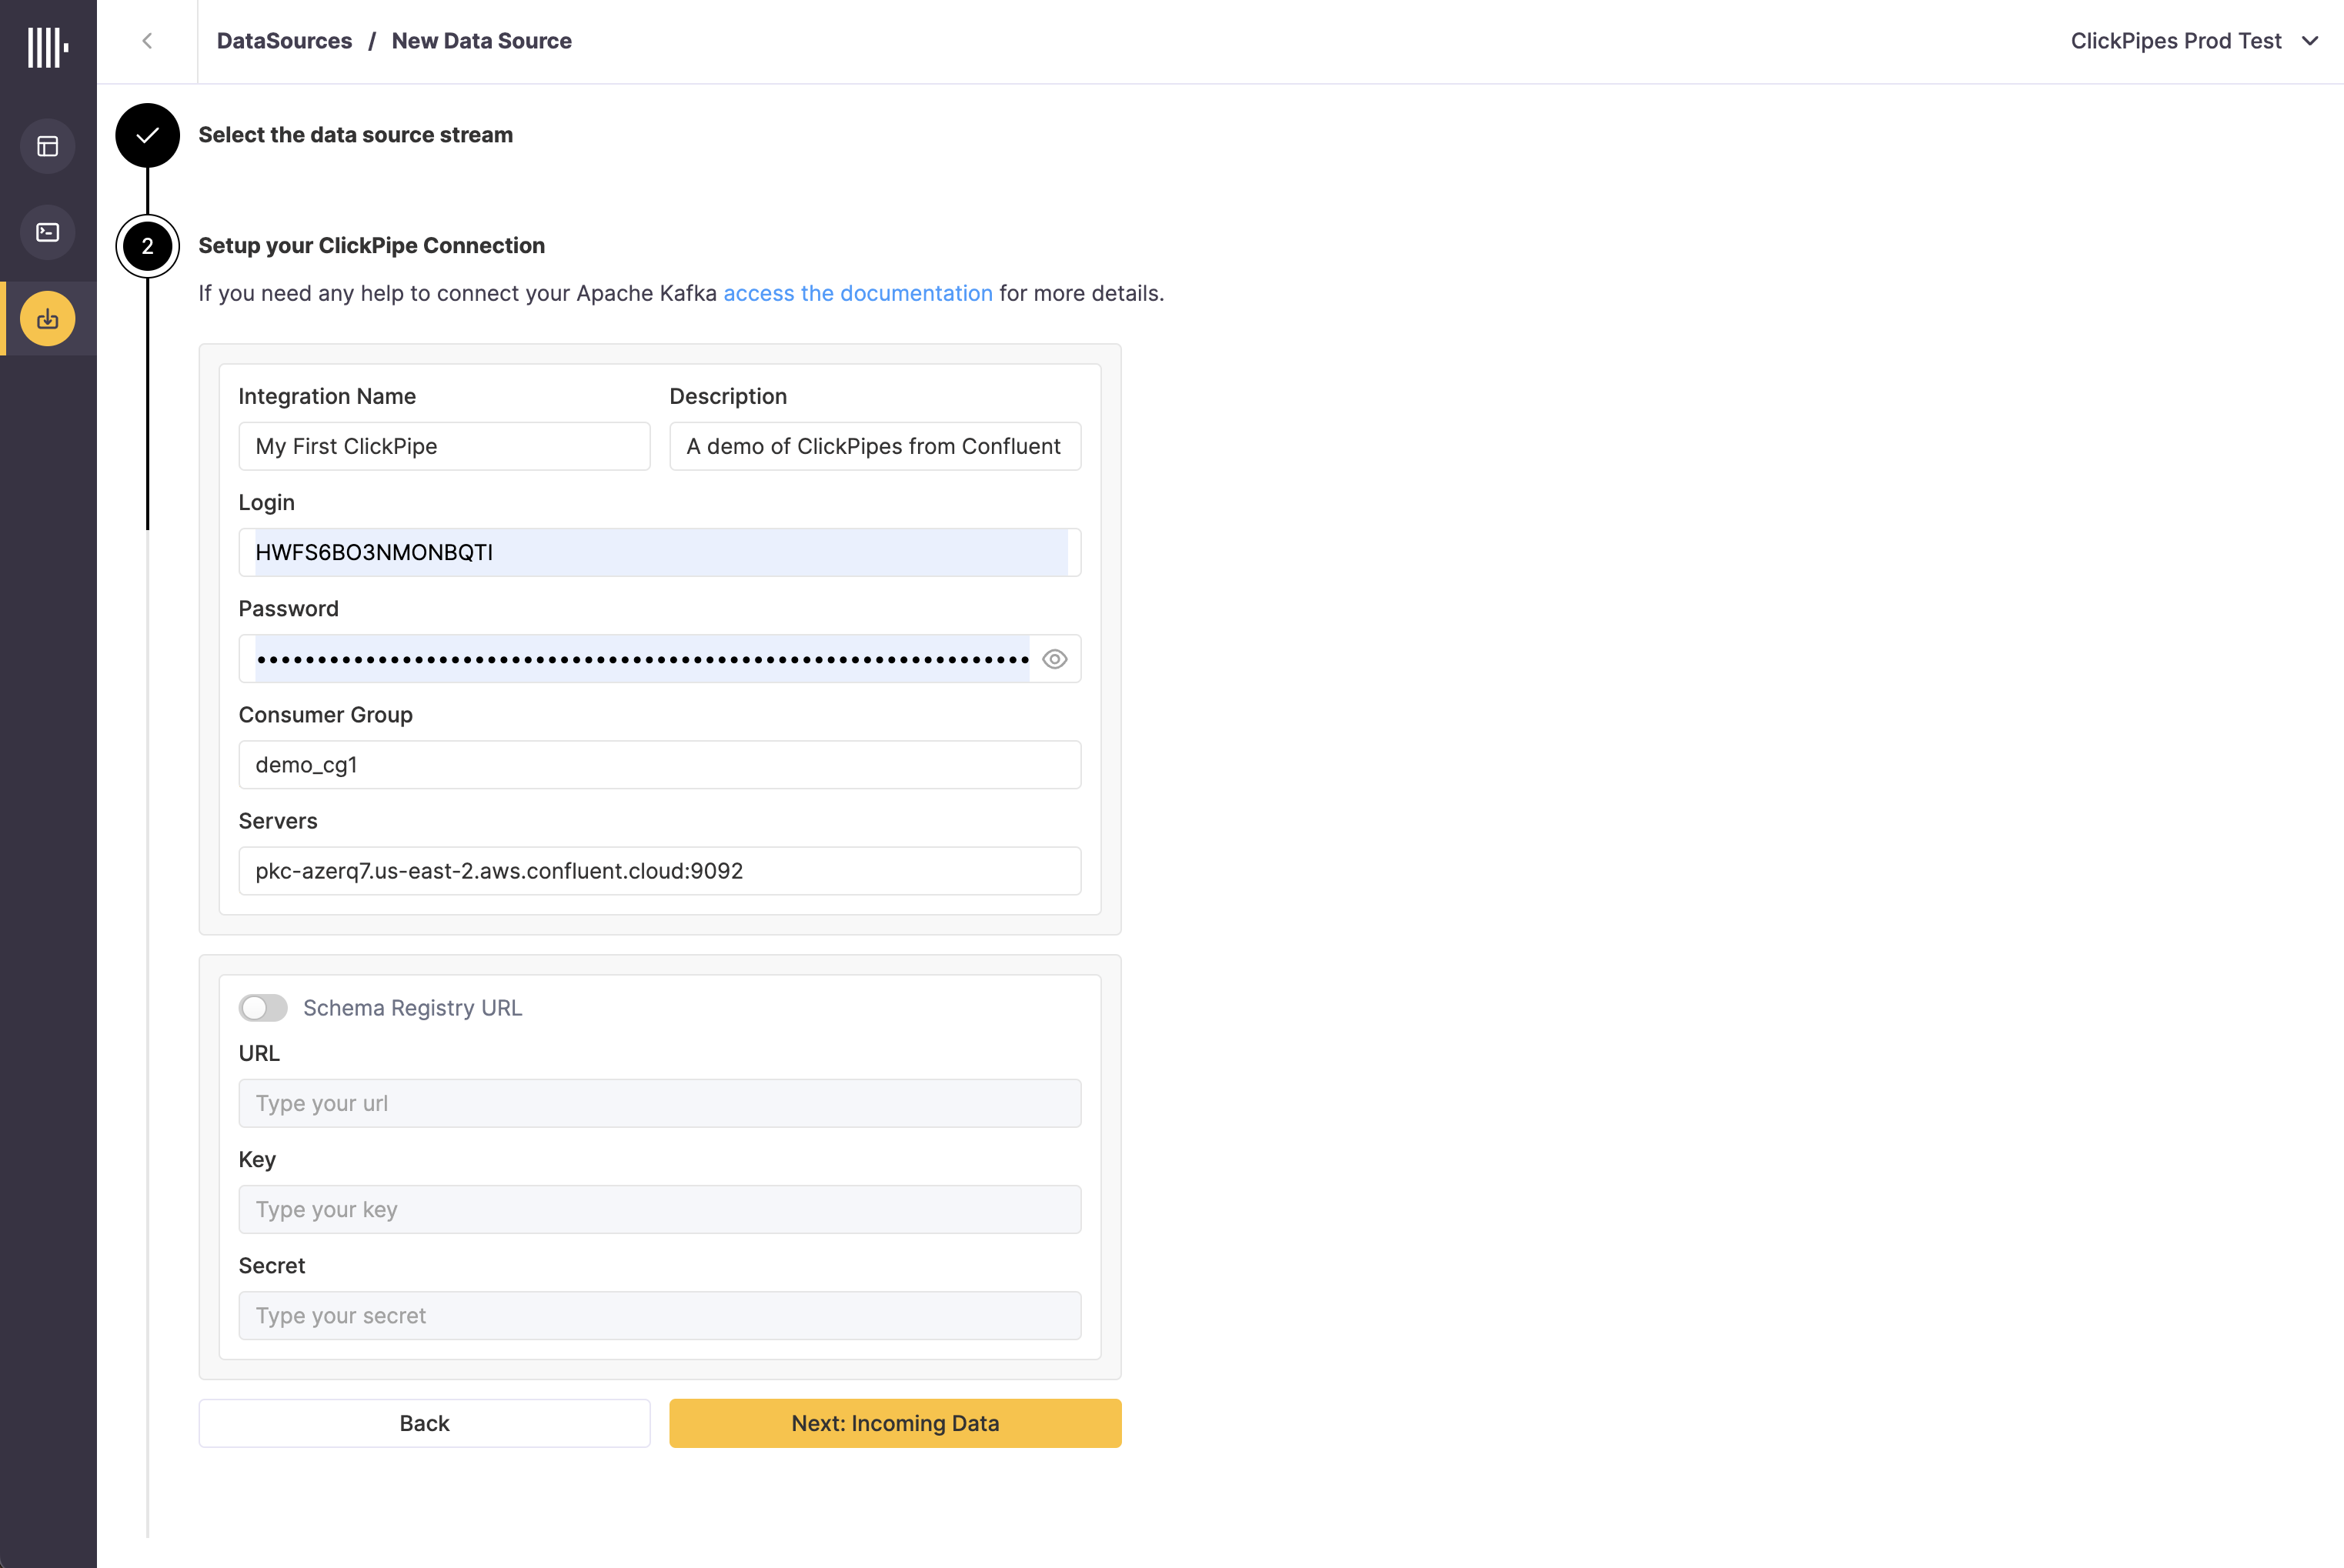 DataSources / New Data Source
ClickPipes Prod Test
Select the data source stream
2
Setup your ClickPipe Connection
If you need any help to connect your Apache Kafka access the documentation for more details.
Integration Name
Description
My First ClickPipe
A demo of ClickPipes from Confluent
Login
HWFS6BO3NMONBQTI
Password
Consumer Group
demo_cg1
Servers
pkc-azerq7.us-east-2.aws.confluent.cloud:9092
Schema Registry URL
URL
Type your url
Key
Type your key
Secret
Type your secret
Back
Next: Incoming Data